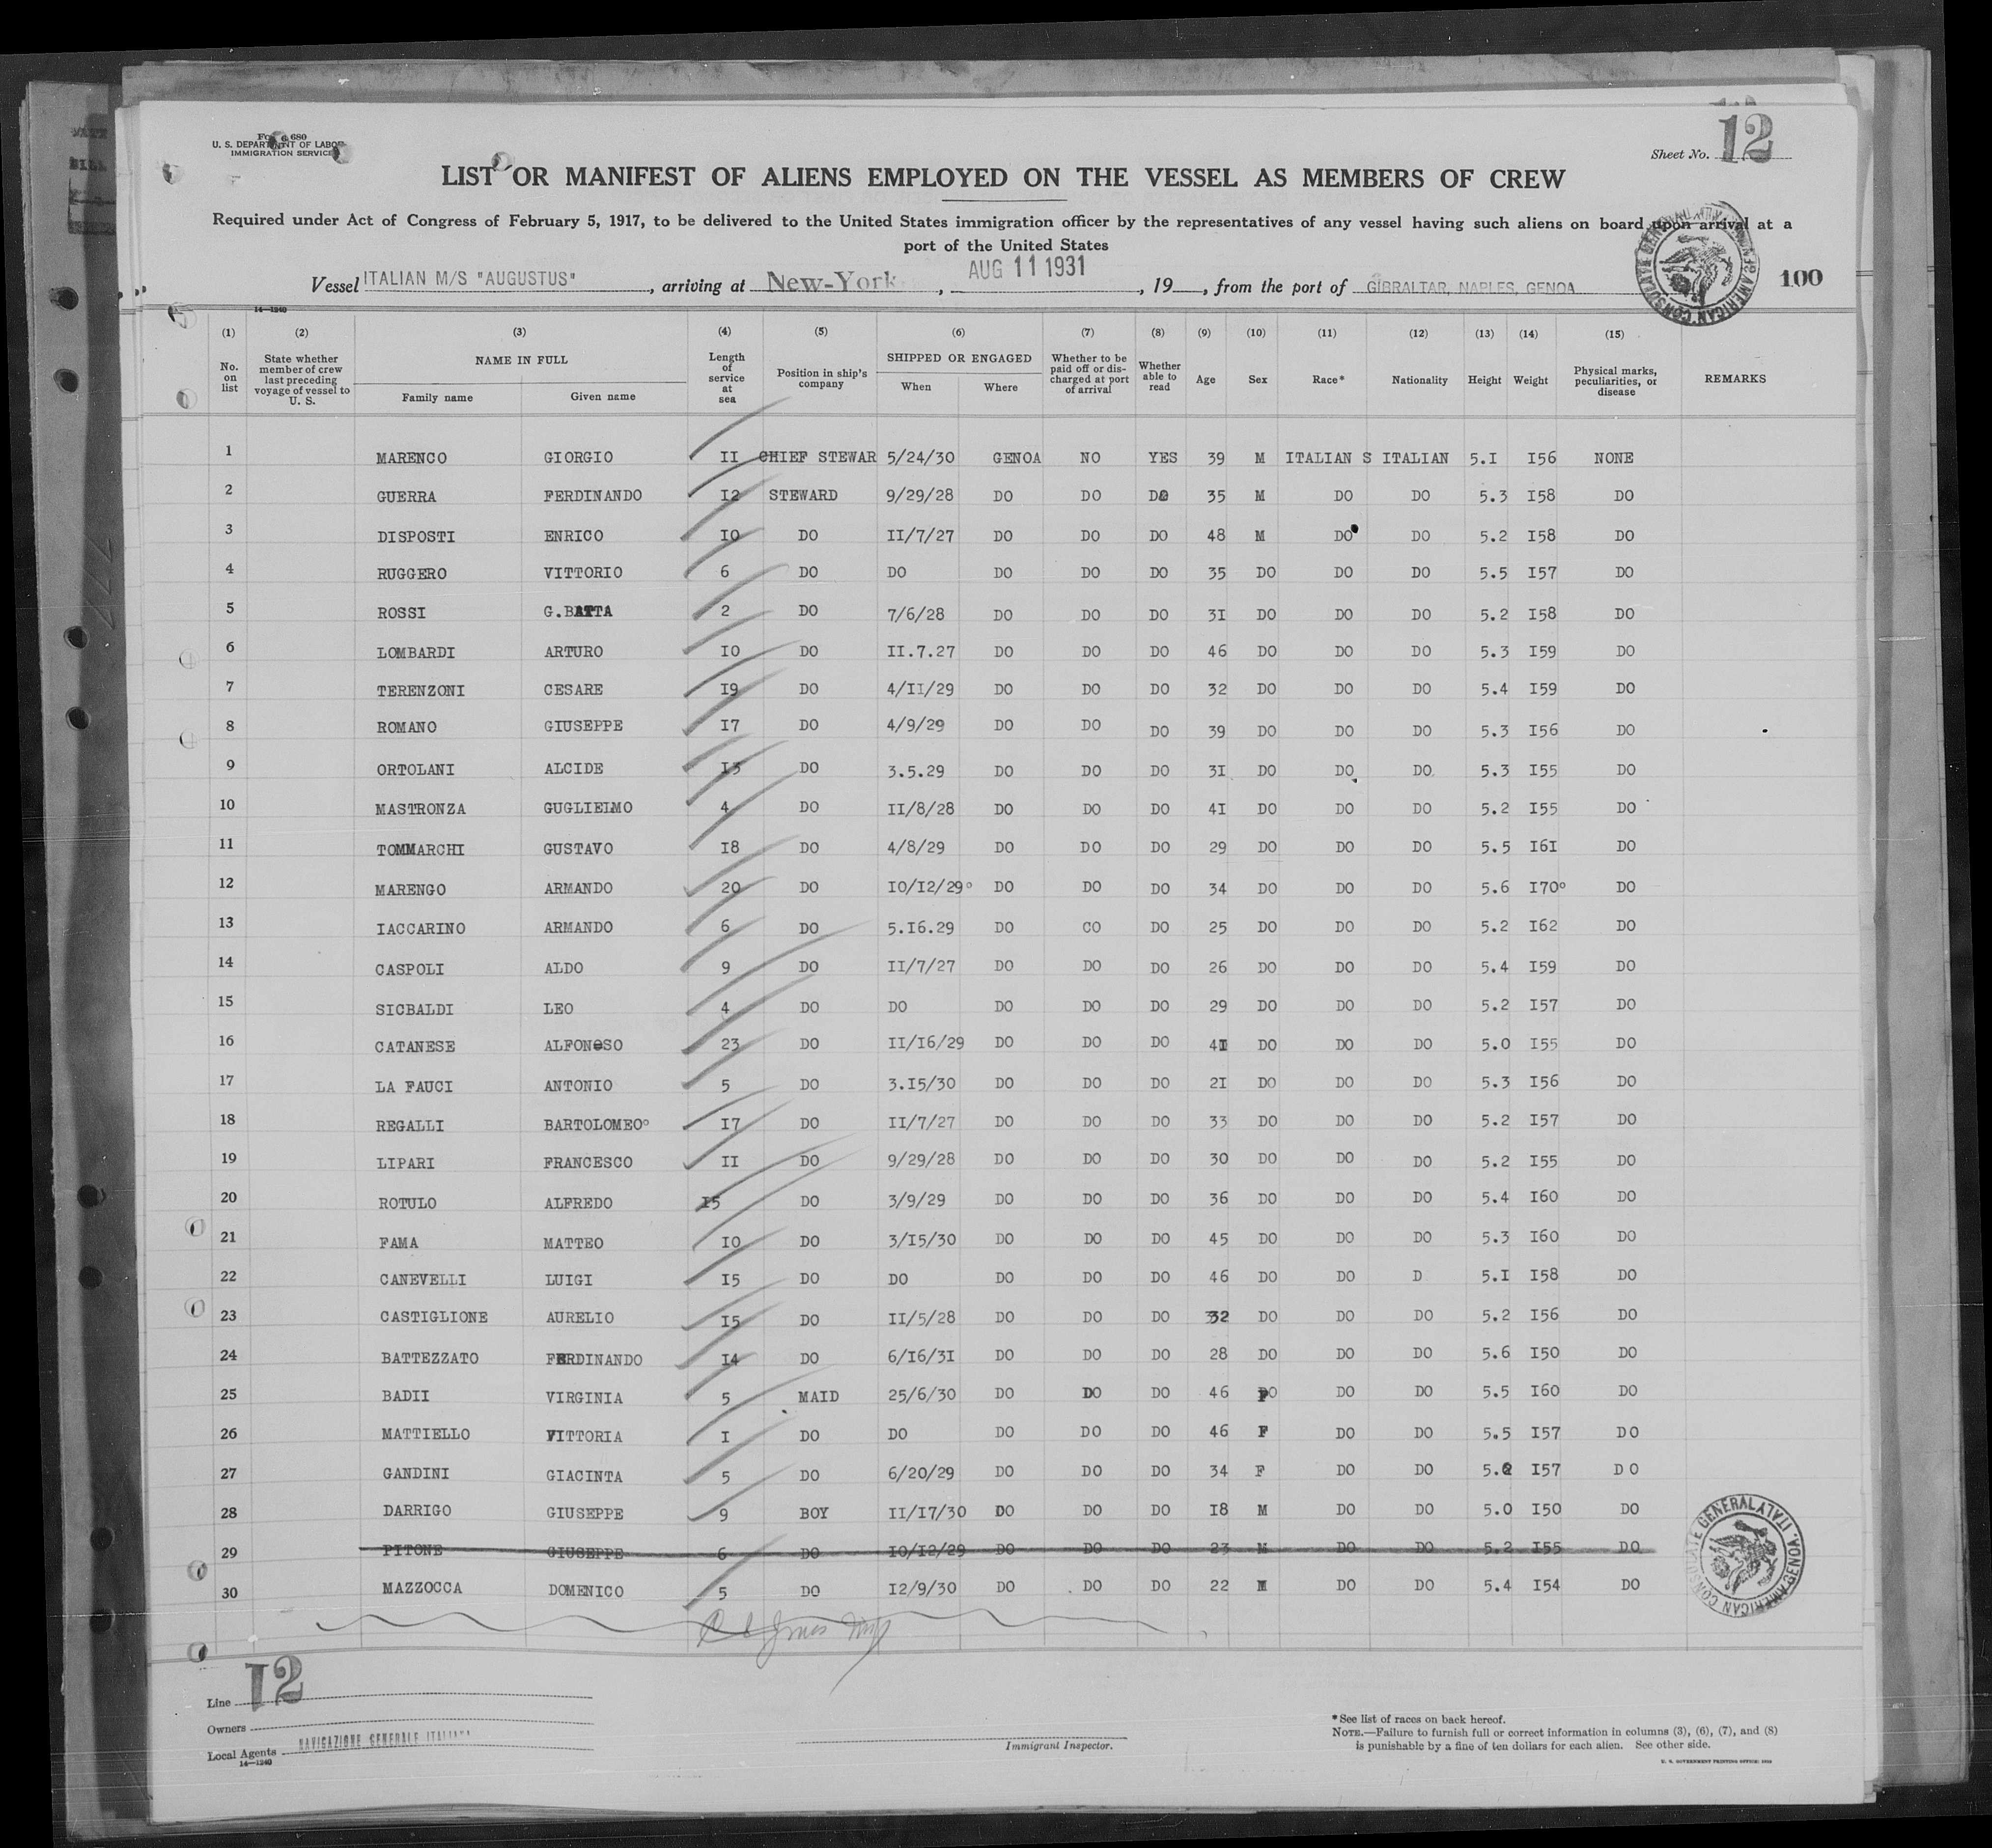 Form 680
U. S. DEPARTMENT OF LABOR
IMMIGRATION SERVICE
Sheet No. 12
LIST OR MANIFEST OF ALIENS EMPLOYED ON THE VESSEL AS MEMBERS OF CREW
Required under Act of Congress of February 5, 1917, to be delivered to the United States immigration officer by the representatives of any vessel having such aliens on board upon arrival at a
port of the United States
Vessel ITALIAN M/S "AUGUSTUS", arriving at New-York, AUG 11 1931, 19, from the port of GIBRALTAR, NAPLES, GENOA
100
AMERICAN CONSULATE GENERAL
14—1240
(1) (2) (3) (4) (5) (6) (7) (8) (9) (10) (11) (12) (13) (14) (15)
No. on list | State whether member of crew last preceding voyage of vessel to U. S. | NAME IN FULL Family name Given name | Length of service at sea | Position in ship's company | SHIPPED OR ENGAGED When Where | Whether to be paid off or discharged at port of arrival | Whether able to read | Age | Sex | Race* | Nationality | Height | Weight | Physical marks, peculiarities, or disease | REMARKS
1 MARENCO GIORGIO II CHIEF STEWAR 5/24/30 GENOA NO YES 39 M ITALIAN S ITALIAN 5.I I56 NONE
2 GUERRA FERDINANDO I2 STEWARD 9/29/28 DO DO DO 35 M DO DO 5.3 I58 DO
3 DISPOSTI ENRICO IO DO II/7/27 DO DO DO 48 M DO DO 5.2 I58 DO
4 RUGGERO VITTORIO 6 DO DO DO DO DO 35 DO DO DO 5.5 I57 DO
5 ROSSI G.BATTA 2 DO 7/6/28 DO DO DO 3I DO DO DO 5.2 I58 DO
6 LOMBARDI ARTURO IO DO II.7.27 DO DO DO 46 DO DO DO 5.3 I59 DO
7 TERENZONI CESARE I9 DO 4/II/29 DO DO DO 32 DO DO DO 5.4 I59 DO
8 ROMANO GIUSEPPE I7 DO 4/9/29 DO DO DO 39 DO DO DO 5.3 I56 DO
9 ORTOLANI ALCIDE I3 DO 3.5.29 DO DO DO 3I DO DO DO 5.3 I55 DO
10 MASTRONZA GUGLIElMO 4 DO II/8/28 DO DO DO 4I DO DO DO 5.2 I55 DO
11 TOMMARCHI GUSTAVO I8 DO 4/8/29 DO DO DO 29 DO DO DO 5.5 I6I DO
12 MARENGO ARMANDO 20 DO IO/I2/29° DO DO DO 34 DO DO DO 5.6 I70° DO
13 IACCARINO ARMANDO 6 DO 5.I6.29 DO CO DO 25 DO DO DO 5.2 I62 DO
14 CASPOLI ALDO 9 DO II/7/27 DO DO DO 26 DO DO DO 5.4 I59 DO
15 SICBALDI LEO 4 DO DO DO DO DO 29 DO DO DO 5.2 I57 DO
16 CATANESE ALFONSO 23 DO II/I6/29 DO DO DO 4I DO DO DO 5.0 I55 DO
17 LA FAUCI ANTONIO 5 DO 3.I5/30 DO DO DO 2I DO DO DO 5.3 I56 DO
18 REGALLI BARTOLOMEO° I7 DO II/7/27 DO DO DO 33 DO DO DO 5.2 I57 DO
19 LIPARI FRANCESCO II DO 9/29/28 DO DO DO 30 DO DO DO 5.2 I55 DO
20 ROTULO ALFREDO I5 DO 3/9/29 DO DO DO 36 DO DO DO 5.4 I60 DO
21 FAMA MATTEO IO DO 3/I5/30 DO DO DO 45 DO DO DO 5.3 I60 DO
22 CANEVELLI LUIGI I5 DO DO DO DO DO 46 DO DO D 5.I I58 DO
23 CASTIGLIONE AURELIO I5 DO II/5/28 DO DO DO 32 DO DO DO 5.2 I56 DO
24 BATTEZZATO FERDINANDO I4 DO 6/I6/3I DO DO DO 28 DO DO DO 5.6 I50 DO
25 BADII VIRGINIA 5 MAID 25/6/30 DO DO DO 46 F DO DO 5.5 I60 DO
26 MATTIELLO VITTORIA I DO DO DO DO DO 46 F DO DO 5.5 I57 DO
27 GANDINI GIACINTA 5 DO 6/20/29 DO DO DO 34 F DO DO 5.2 I57 DO
28 DARRIGO GIUSEPPE 9 BOY II/I7/30 DO DO DO I8 M DO DO 5.0 I50 DO
29 PITONE GIUSEPPE 6 DO IO/I2/29 DO DO DO 23 M DO DO 5.2 I55 DO
30 MAZZOCCA DOMENICO 5 DO I2/9/30 DO DO DO 22 M DO DO 5.4 I54 DO
AMERICAN CONSULATE GENERAL GENOA, ITALY
Line 12
Owners
Local Agents NAVIGAZIONE GENERALE ITALIANA
14—1240
Immigrant Inspector.
*See list of races on back hereof.
NOTE.—Failure to furnish full or correct information in columns (3), (6), (7), and (8)
is punishable by a fine of ten dollars for each alien. See other side.
U. S. GOVERNMENT PRINTING OFFICE